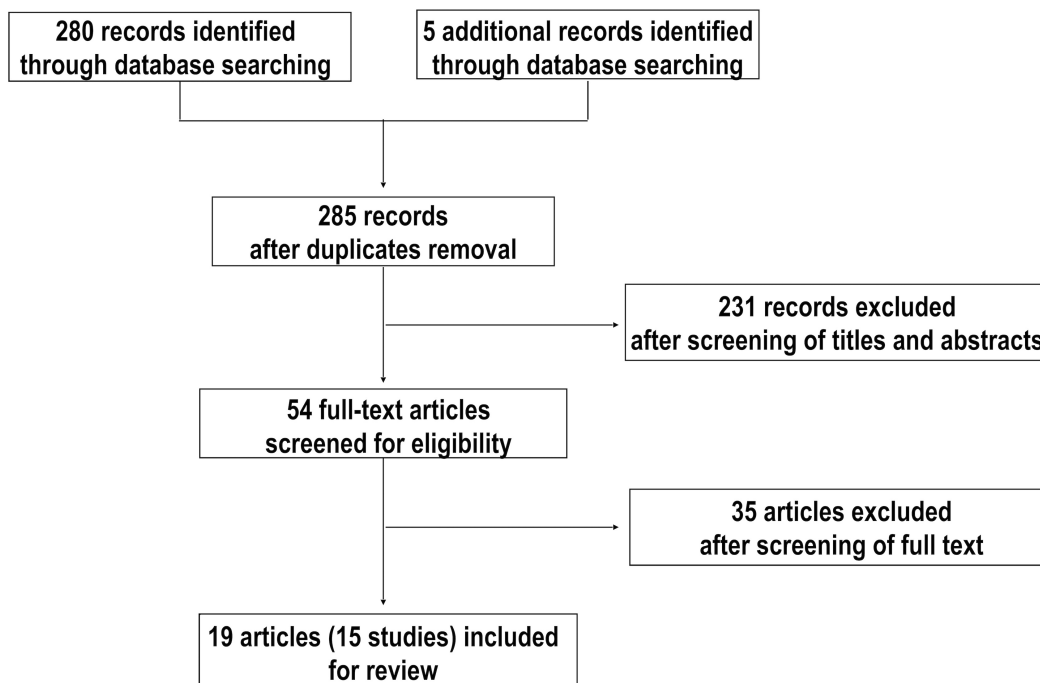 280 records identified
through database searching
5 additional records identified
through database searching
285 records
after duplicates removal
231 records excluded
after screening of titles and abstracts
54 full-text articles
screened for eligibility
35 articles excluded
after screening of full text
19 articles (15 studies) included
for review